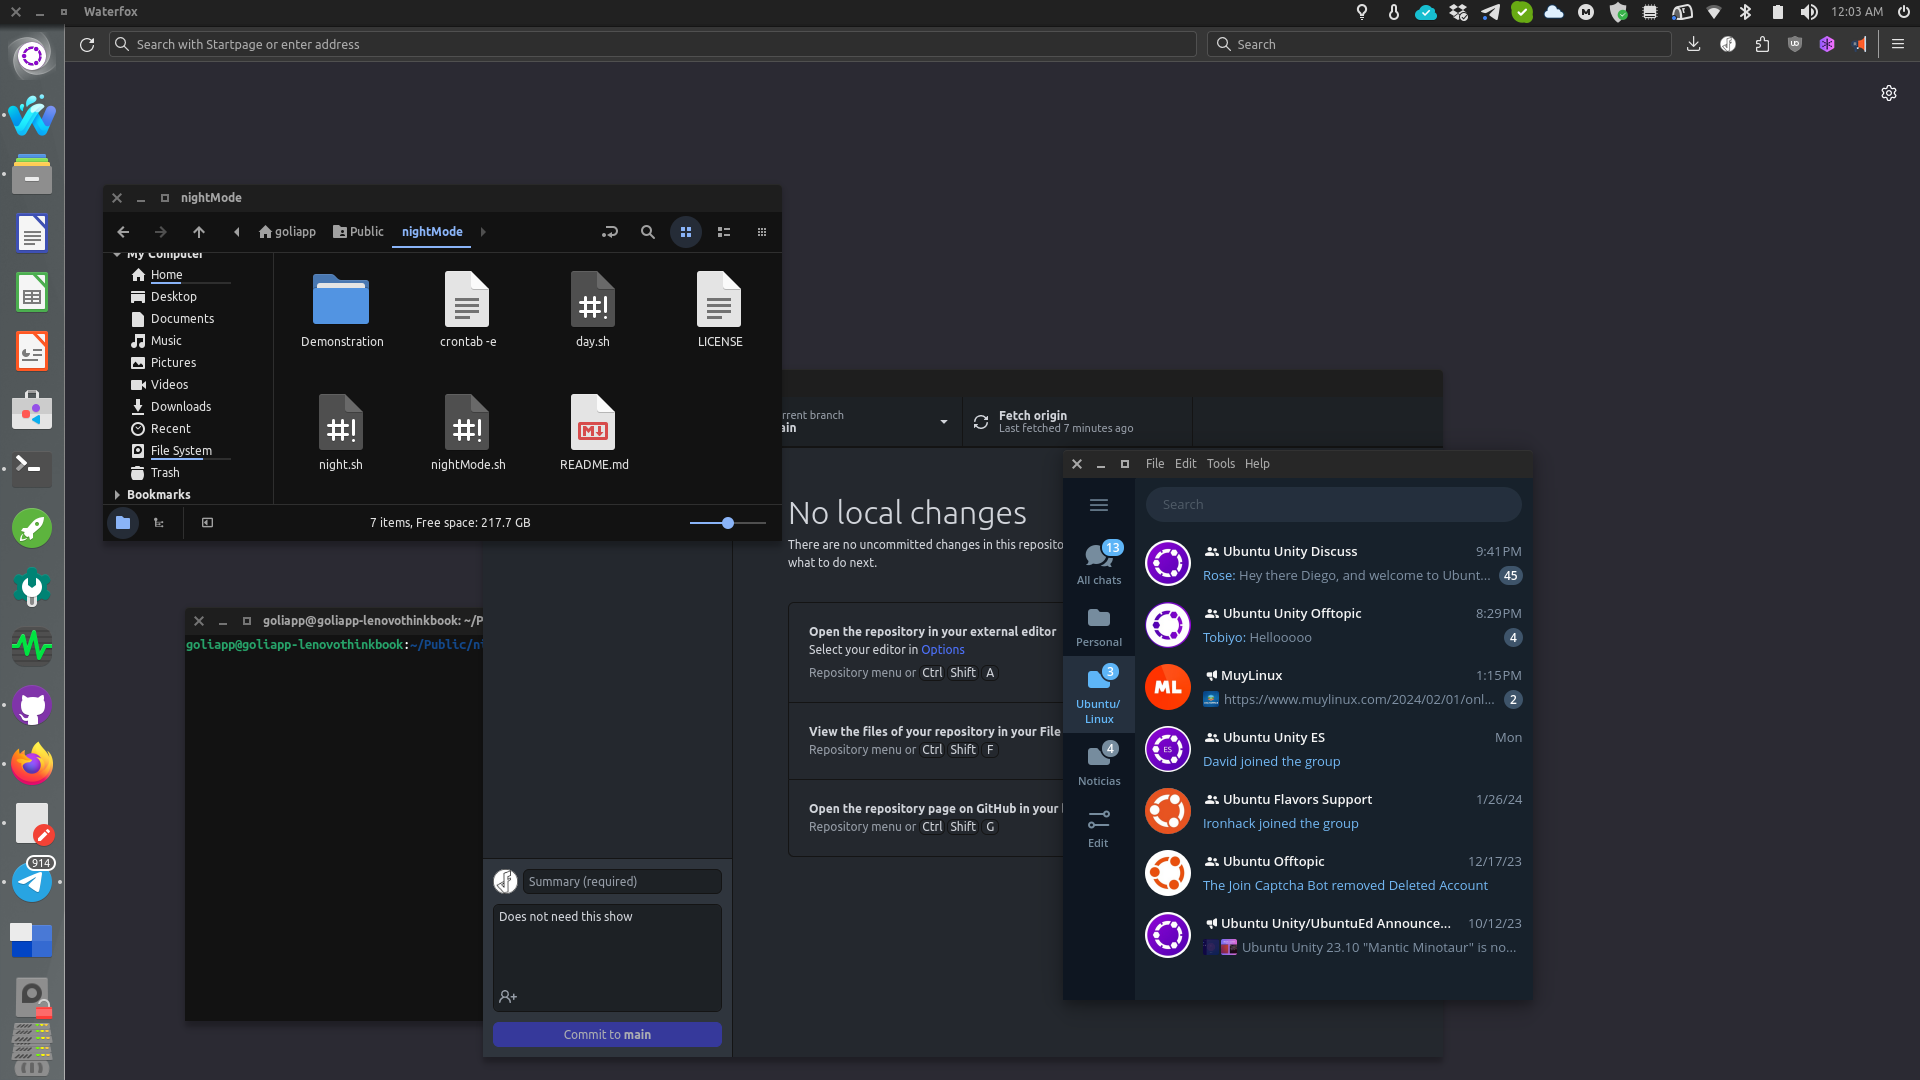 Waterfox
12:03 AM
Search with Startpage or enter address
Search
nightMode
goliapp
Public
nightMode
My Computer
Home
Desktop
Documents
Music
Pictures
Videos
Downloads
Recent
File System
Trash
Bookmarks
Demonstration
crontab -e
day.sh
LICENSE
night.sh
nightMode.sh
README.md
7 items, Free space: 217.7 GB
goliapp@goliapp-lenovothinkbook: ~/P
goliapp@goliapp-lenovothinkbook:~/Public/ni
rrent branch
ain
Fetch origin
Last fetched 7 minutes ago
No local changes
There are no uncommitted changes in this reposito
what to do next.
Open the repository in your external editor
Select your editor in Options
Repository menu or Ctrl Shift A
View the files of your repository in your File
Repository menu or Ctrl Shift F
Open the repository page on GitHub in your
Repository menu or Ctrl Shift G
Summary (required)
Does not need this show
Commit to main
File Edit Tools Help
Search
13
All chats
Personal
3
Ubuntu/
Linux
4
Noticias
Edit
Ubuntu Unity Discuss 9:41 PM
Rose: Hey there Diego, and welcome to Ubunt... 45
Ubuntu Unity Offtopic 8:29 PM
Tobiyo: Hellooooo 4
ML
MuyLinux 1:15 PM
https://www.muylinux.com/2024/02/01/onl... 2
ES
Ubuntu Unity ES Mon
David joined the group
Ubuntu Flavors Support 1/26/24
Ironhack joined the group
Ubuntu Offtopic 12/17/23
The Join Captcha Bot removed Deleted Account
Ubuntu Unity/UbuntuEd Announce... 10/12/23
Ubuntu Unity 23.10 "Mantic Minotaur" is no...
914